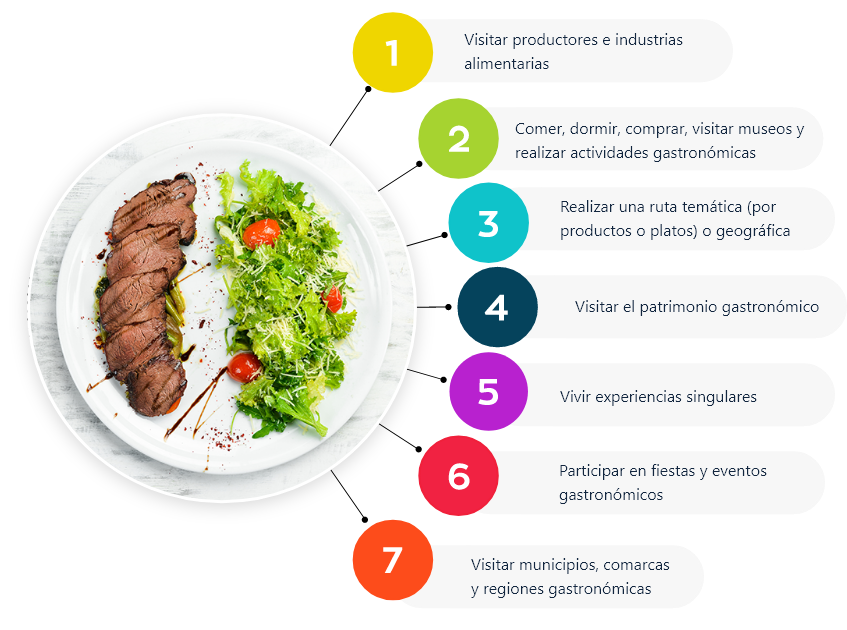 1
Visitar productores e industrias
alimentarias
2
Comer, dormir, comprar, visitar museos y
realizar actividades gastronómicas
3
Realizar una ruta temática (por
productos o platos) o geográfica
4
Visitar el patrimonio gastronómico
5
Vivir experiencias singulares
6
Participar en fiestas y eventos
gastronómicos
7
Visitar municipios, comarcas
y regiones gastronómicas